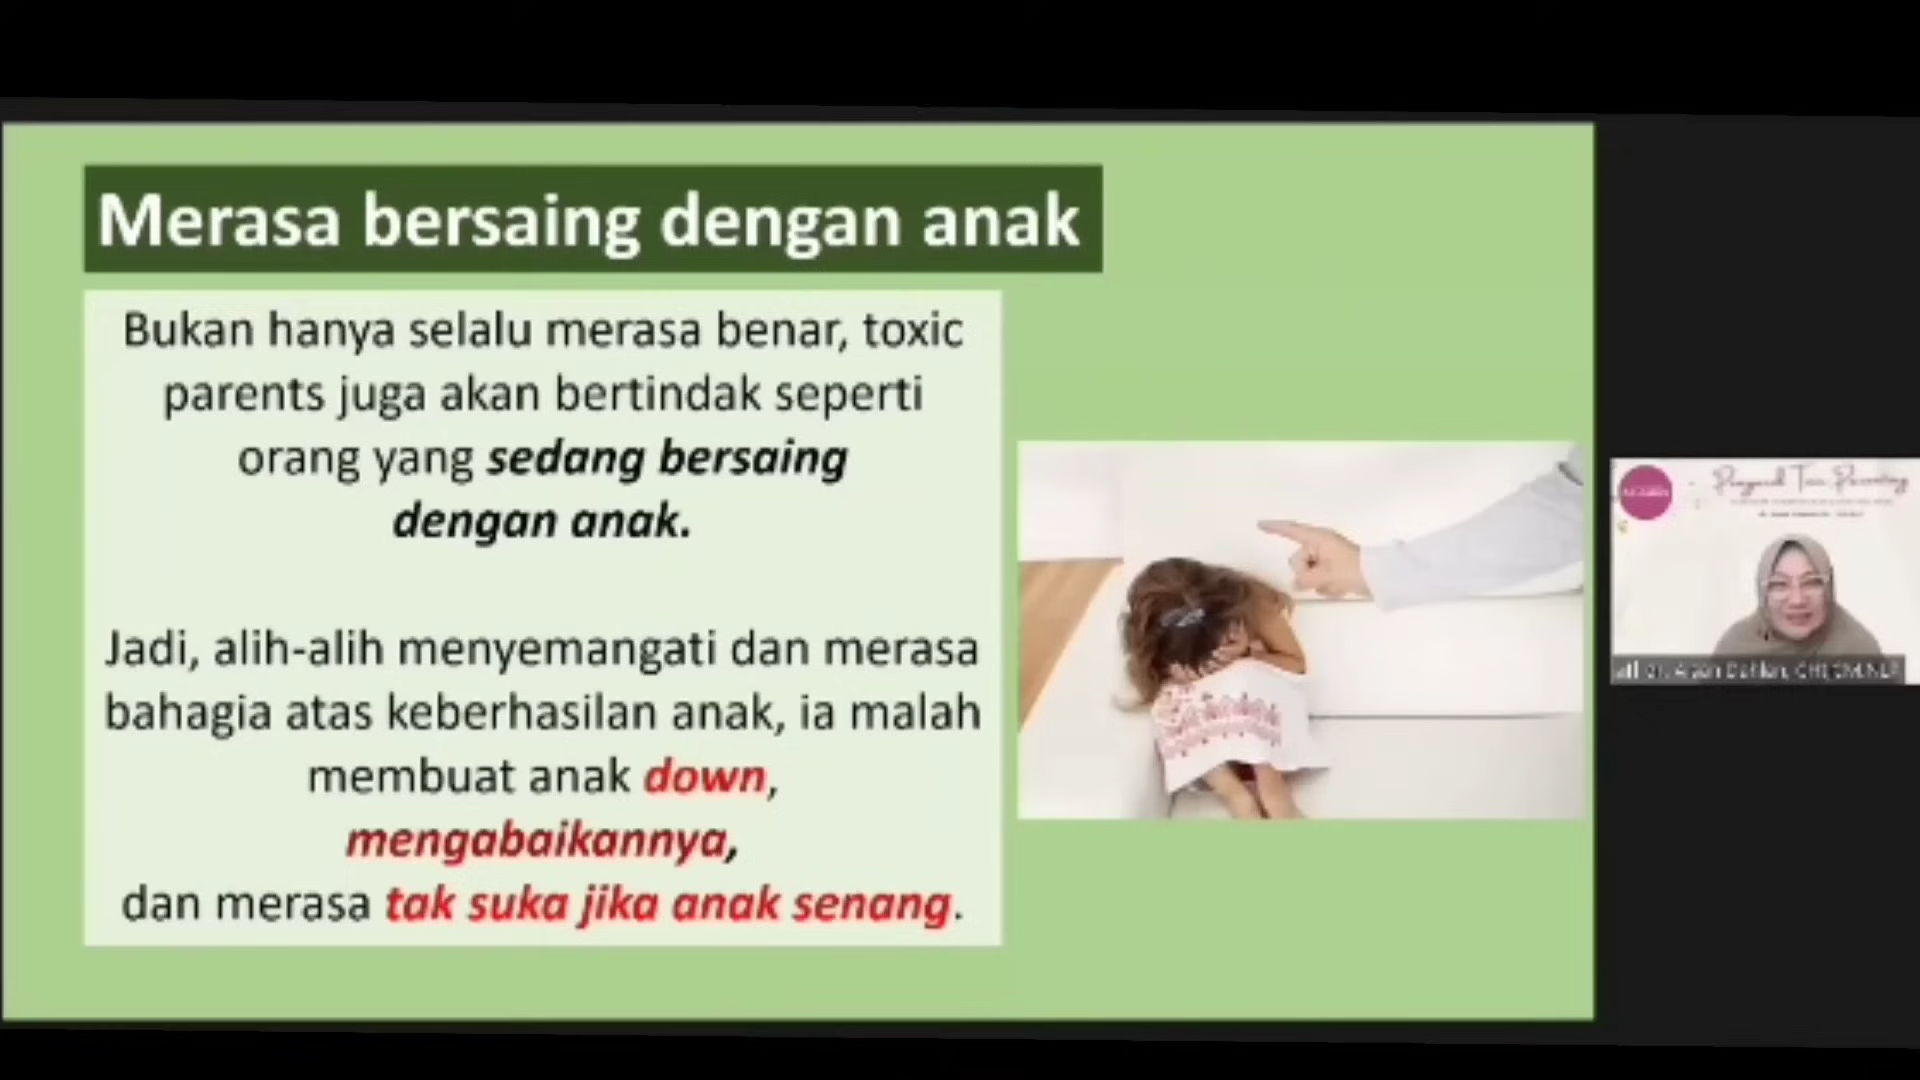 Merasa bersaing dengan anak
Bukan hanya selalu merasa benar, toxic
parents juga akan bertindak seperti
orang yang sedang bersaing
dengan anak.
Jadi, alih-alih menyemangati dan merasa
bahagia atas keberhasilan anak, ia malah
membuat anak down,
mengabaikannya,
dan merasa tak suka jika anak senang.